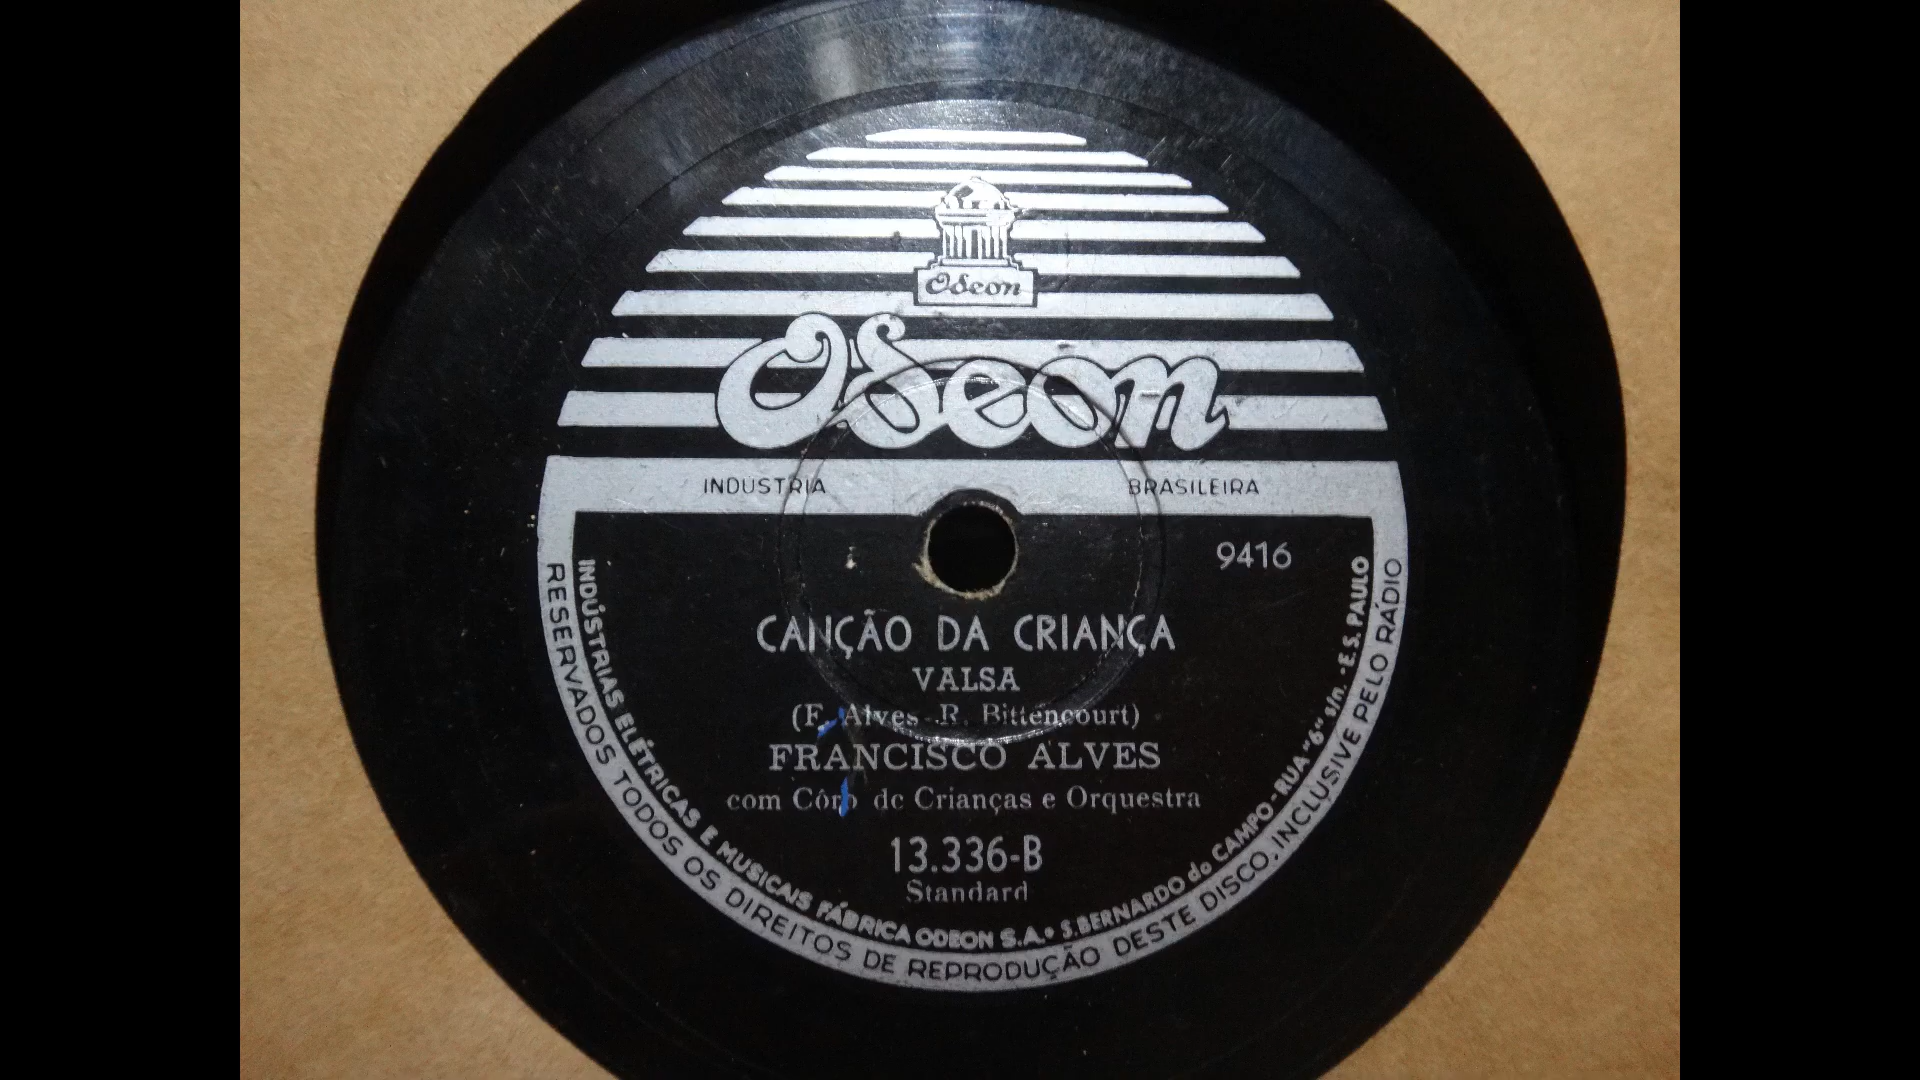 Odeon
Odeon
INDÚSTRIA BRASILEIRA
9416
CANÇÃO DA CRIANÇA
VALSA
(F. Alves - R. Bittencourt)
FRANCISCO ALVES
com Côro de Crianças e Orquestra
13.336-B
Standard
INDÚSTRIAS ELÉTRICAS E MUSICAIS FÁBRICA ODEON S.A. • S. BERNARDO do CAMPO - RUA "6" s/n. - E. S. PAULO
RESERVADOS TODOS OS DIREITOS DE REPRODUÇÃO DESTE DISCO, INCLUSIVE PELO RÁDIO